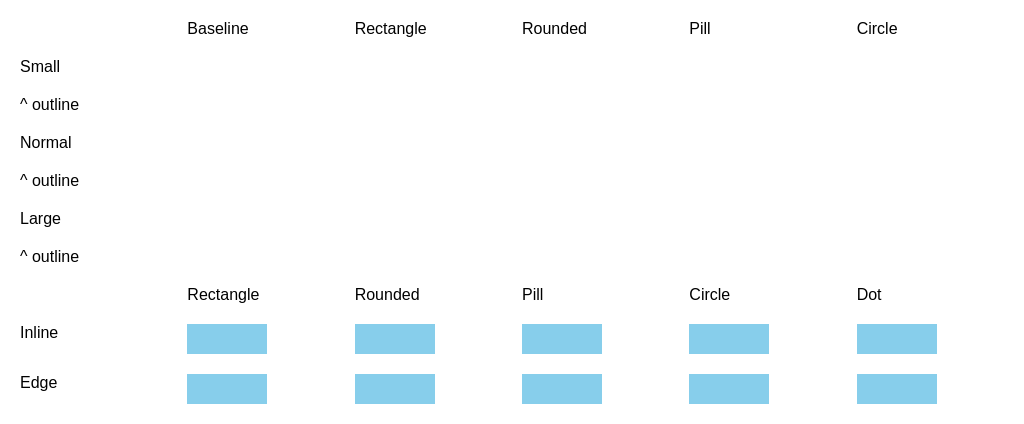 Baseline Rectangle Rounded Pill Circle
Small
^ outline
Normal
^ outline
Large
^ outline
Rectangle Rounded Pill Circle Dot
Inline
Edge